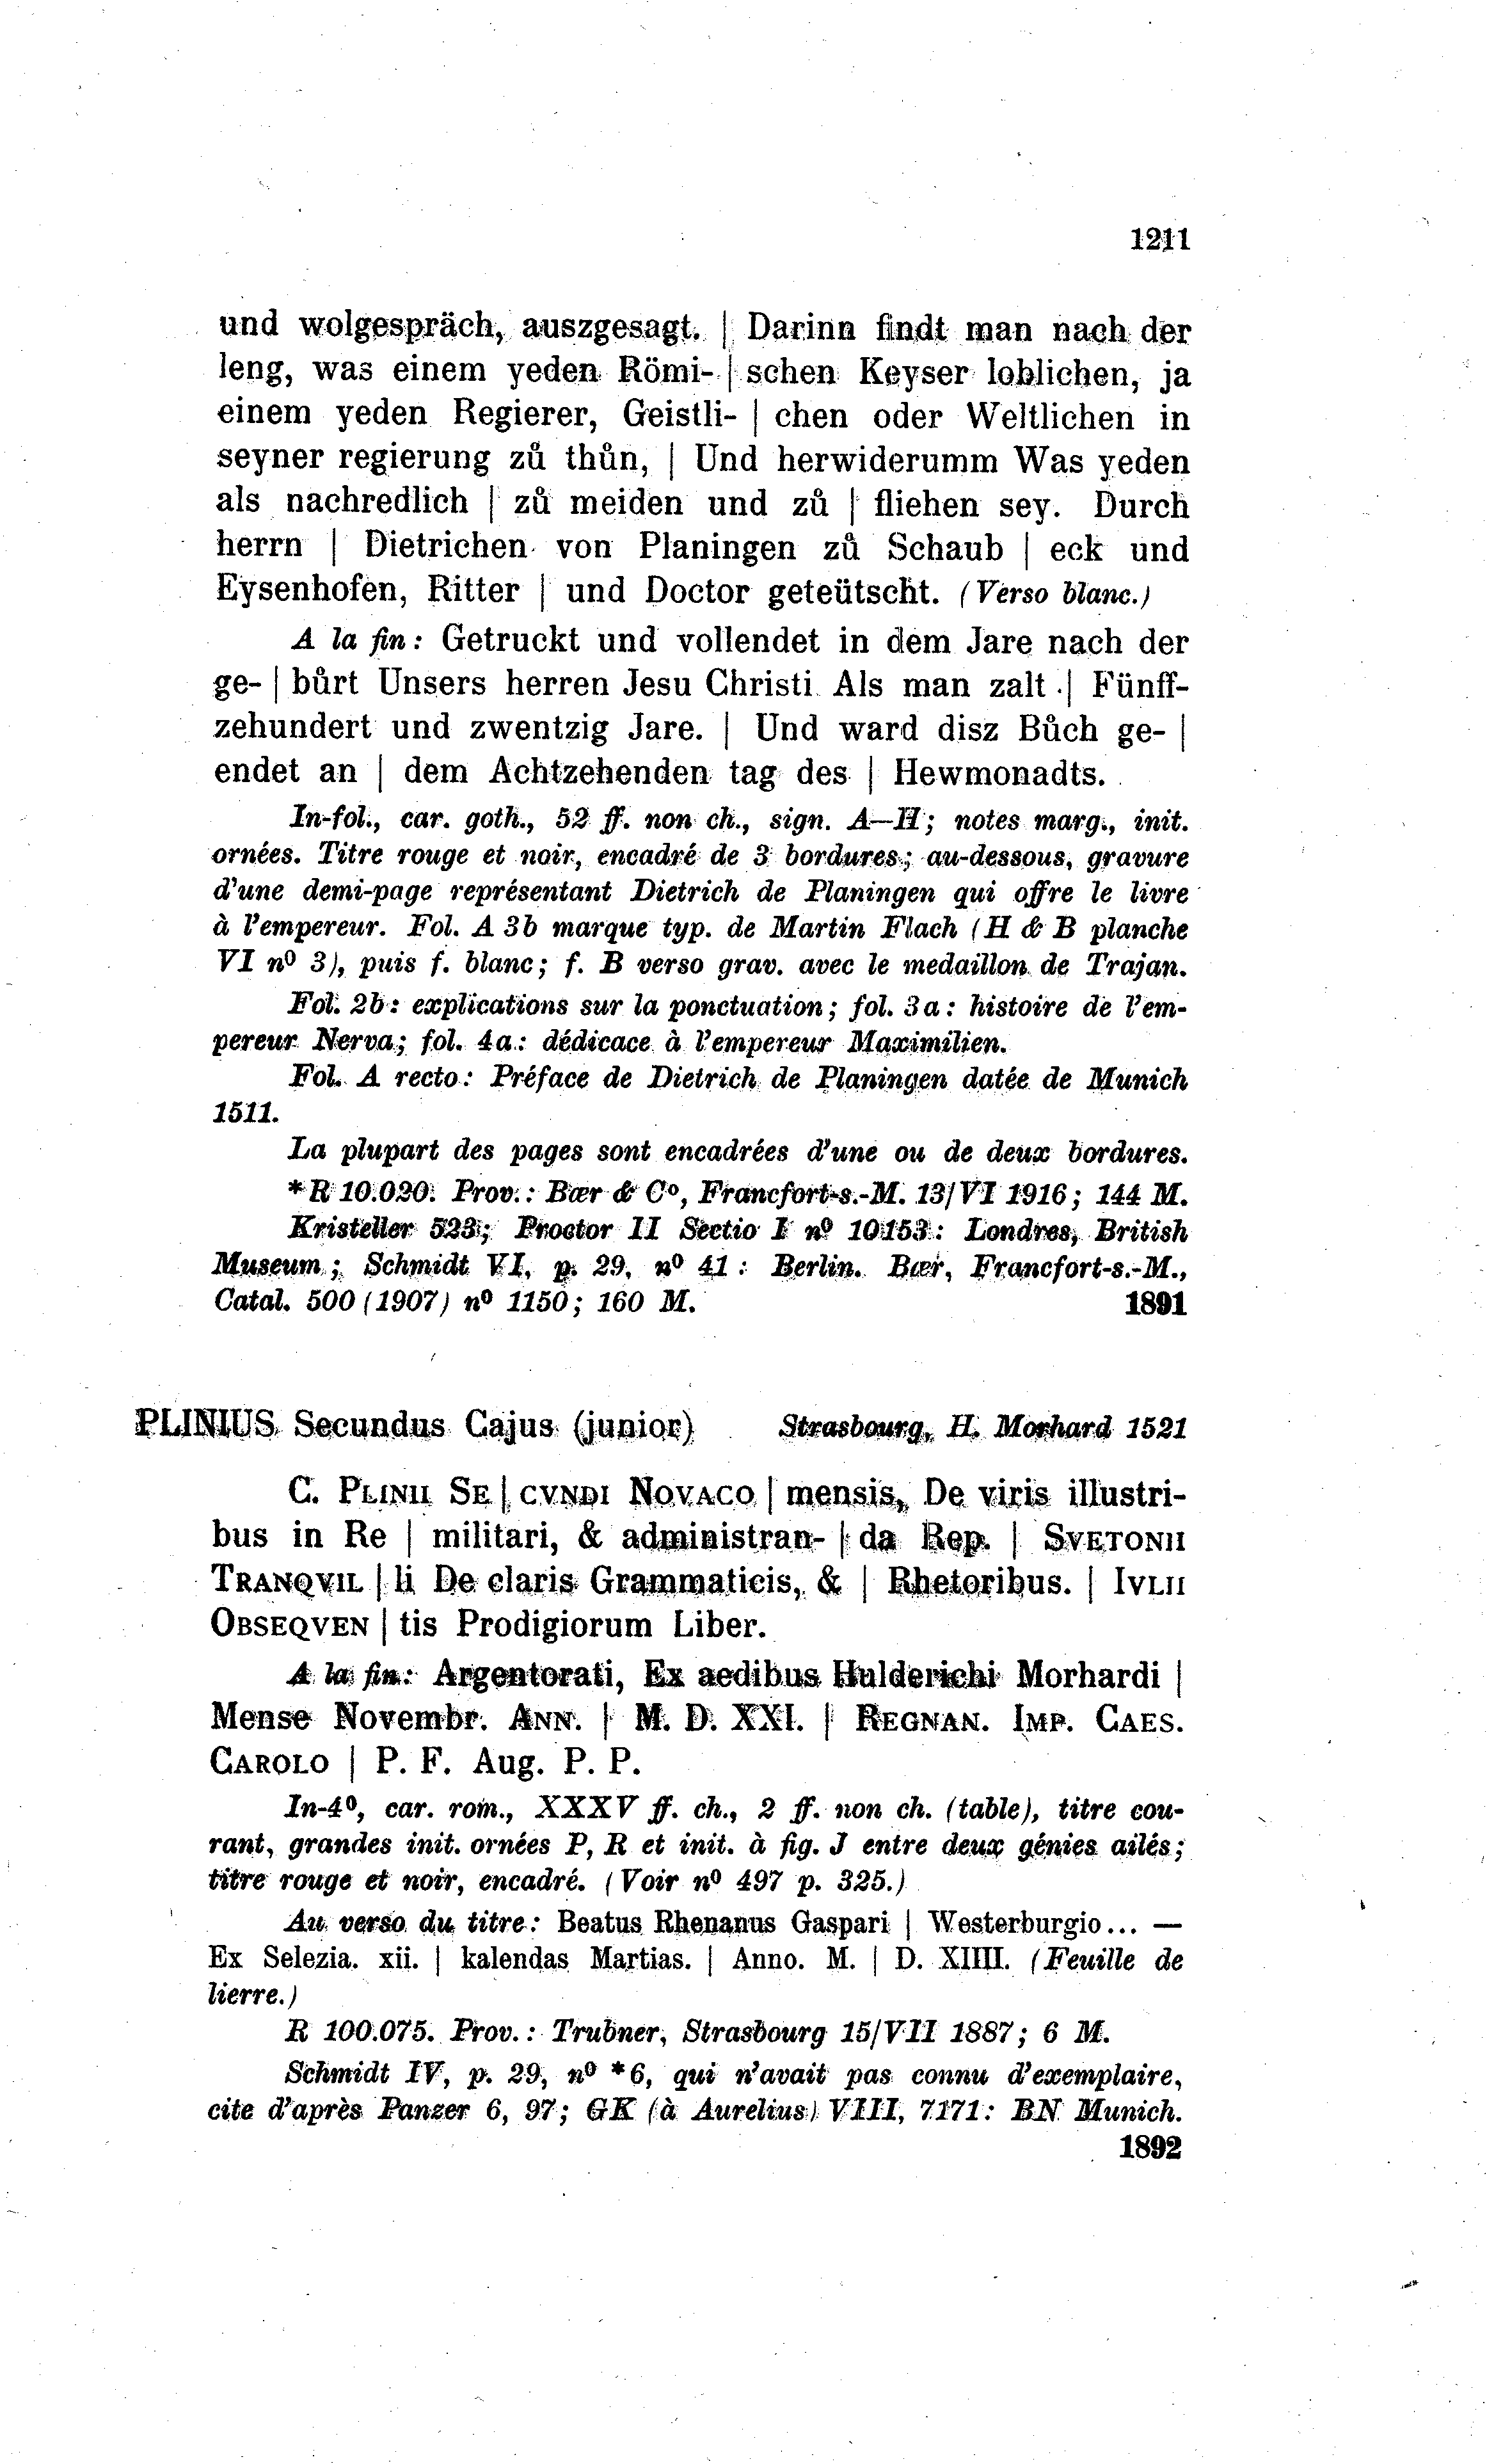 1211
und wolgespräch, auszgesagt. | Darinn findt man nach der
leng, was einem yeden Römi- | schen Keyser loblichen, ja
einem yeden Regierer, Geistli- | chen oder Weltlichen in
seyner regierung zů thůn, | Und herwiderumm Was yeden
als nachredlich | zů meiden und zů | fliehen sey. Durch
herrn | Dietrichen von Planingen zů Schaub | eck und
Eysenhofen, Ritter | und Doctor geteütscht. (Verso blanc.)
A la fin: Getruckt und vollendet in dem Jare nach der
ge- | bůrt Unsers herren Jesu Christi Als man zalt | Fünff-
zehundert und zwentzig Jare. | Und ward disz Bůch ge- |
endet an | dem Achtzehenden tag des | Hewmonadts.
In-fol., car. goth., 52 ff. non ch., sign. A—H; notes marg., init.
ornées. Titre rouge et noir, encadré de 3 bordures; au-dessous, gravure
d'une demi-page représentant Dietrich de Planingen qui offre le livre
à l'empereur. Fol. A 3b marque typ. de Martin Flach (H & B planche
VI nº 3), puis f. blanc; f. B verso grav. avec le medaillon de Trajan.
Fol. 2b: explications sur la ponctuation; fol. 3a: histoire de l'em-
pereur Nerva; fol. 4a: dédicace à l'empereur Maximilien.
Fol. A recto: Préface de Dietrich de Planingen datée de Munich
1511.
La plupart des pages sont encadrées d'une ou de deux bordures.
*R 10.020. Prov.: Bær & Cº, Francfort-s.-M. 13/VI 1916; 144 M.
Kristeller 523; Proctor II Sectio I nº 10153: Londres, British
Museum; Schmidt VI, p. 29, nº 41: Berlin. Bær, Francfort-s.-M.,
Catal. 500 (1907) nº 1150; 160 M. 1891
PLINIUS Secundus Cajus (junior) Strasbourg, H. Morhard 1521
C. PLINII SE | CVNDI NOVACO | mensis, De viris illustri-
bus in Re | militari, & administran- | da Rep. | SVETONII
TRANQVIL | li De claris Grammaticis, & | Rhetoribus. | IVLII
OBSEQVEN | tis Prodigiorum Liber.
A la fin: Argentorati, Ex aedibus Hulderichi Morhardi |
Mense Novembr. ANN. | M. D. XXI. | REGNAN. IMP. CAES.
CAROLO | P. F. Aug. P. P.
In-4º, car. rom., XXXV ff. ch., 2 ff. non ch. (table), titre cou-
rant, grandes init. ornées P, R et init. à fig. J entre deux génies ailés;
titre rouge et noir, encadré. (Voir nº 497 p. 325.)
Au verso du titre: Beatus Rhenanus Gaspari | Westerburgio... —
Ex Selezia. xii. | kalendas Martias. | Anno. M. | D. XIIII. (Feuille de
lierre.)
R 100.075. Prov.: Trubner, Strasbourg 15/VII 1887; 6 M.
Schmidt IV, p. 29, nº *6, qui n'avait pas connu d'exemplaire,
cite d'après Panzer 6, 97; GK (à Aurelius) VIII, 7171: BN Munich.
1892